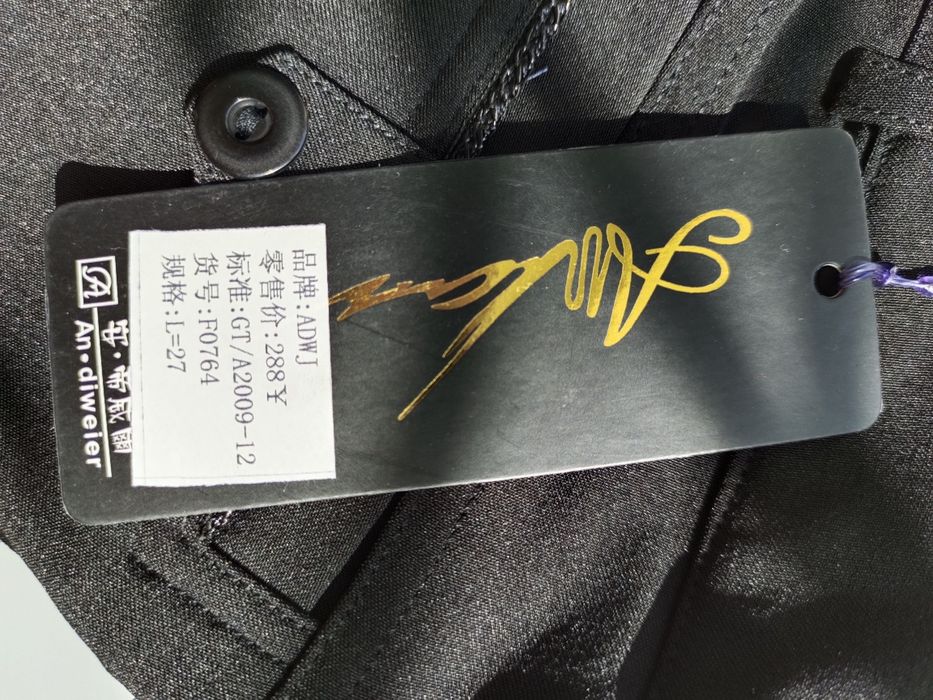 品牌:ADWJ
零售价:288￥
标准:GT/A2009-12
货号:F0764
规格:L=27
安·帝威爾
An·diweier